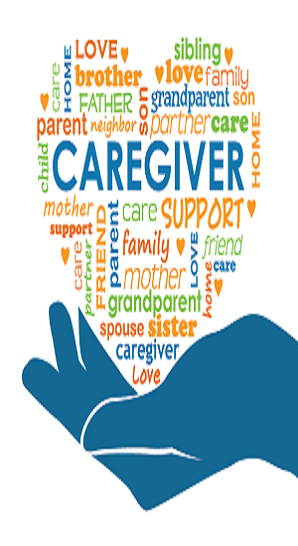 LOVE
sibling
care
HOME
brother
love family
FATHER
son
grandparent son
parent neighbor
partner care
HOME
child
CAREGIVER
mother
care SUPPORT
support
FRIEND
parent
family
LOVE
friend
care
partner
mother
home
care
grandparent
spouse sister
caregiver
love